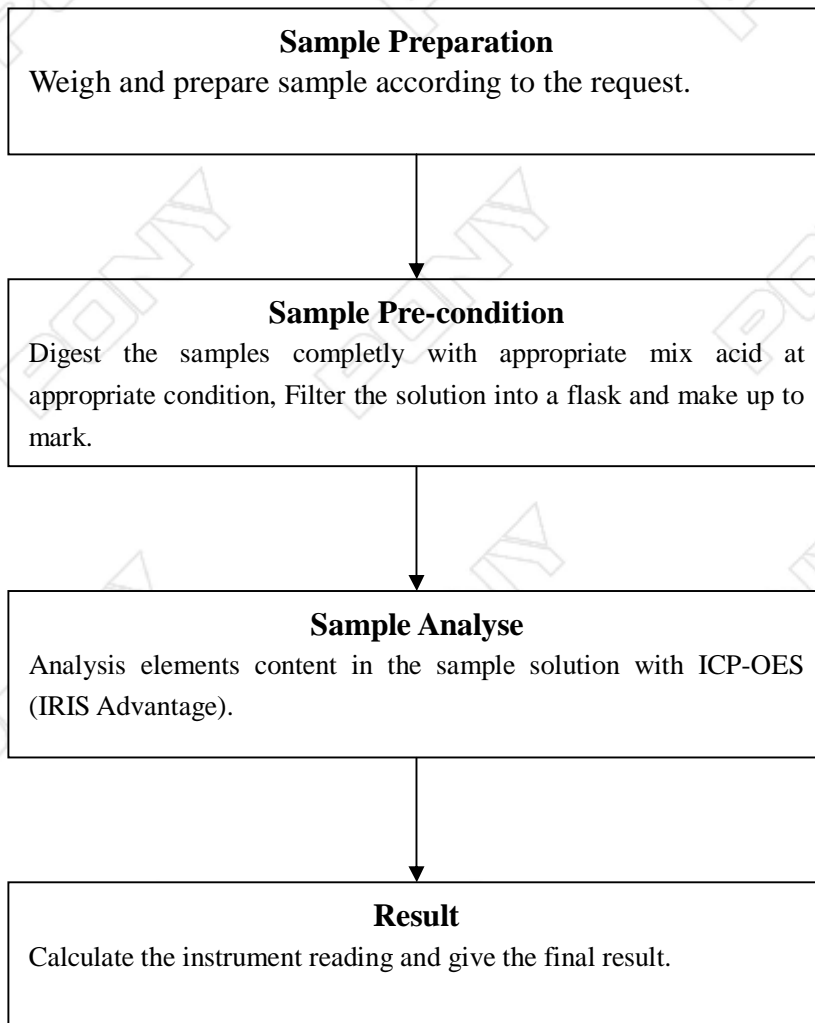 Sample Preparation
Weigh and prepare sample according to the request.
Sample Pre-condition
Digest the samples completly with appropriate mix acid at
appropriate condition, Filter the solution into a flask and make up to
mark.
Sample Analyse
Analysis elements content in the sample solution with ICP-OES
(IRIS Advantage).
Result
Calculate the instrument reading and give the final result.
PONY
PONY